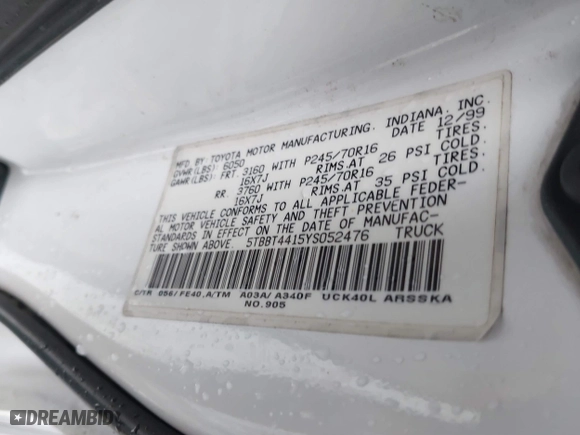 MFD. BY TOYOTA MOTOR MANUFACTURING, INDIANA, INC.
GVWR(LBS): 6050 DATE 12/99
GAWR(LBS): FRT 3160 WITH P245/70R16 TIRES.
16X7J RIMS.AT 26 PSI COLD.
RR 3760 WITH P245/70R16 TIRES.
16X7J RIMS.AT 35 PSI COLD.
THIS VEHICLE CONFORMS TO ALL APPLICABLE FEDER-
AL MOTOR VEHICLE SAFETY AND THEFT PREVENTION
STANDARDS IN EFFECT ON THE DATE OF MANUFAC-
TURE SHOWN ABOVE. 5TBBT4415YS052476 TRUCK
C/TR 056/FE40.A/TM A03A/A340F UCK40L ARSSKA
NO.905
DREAMBID